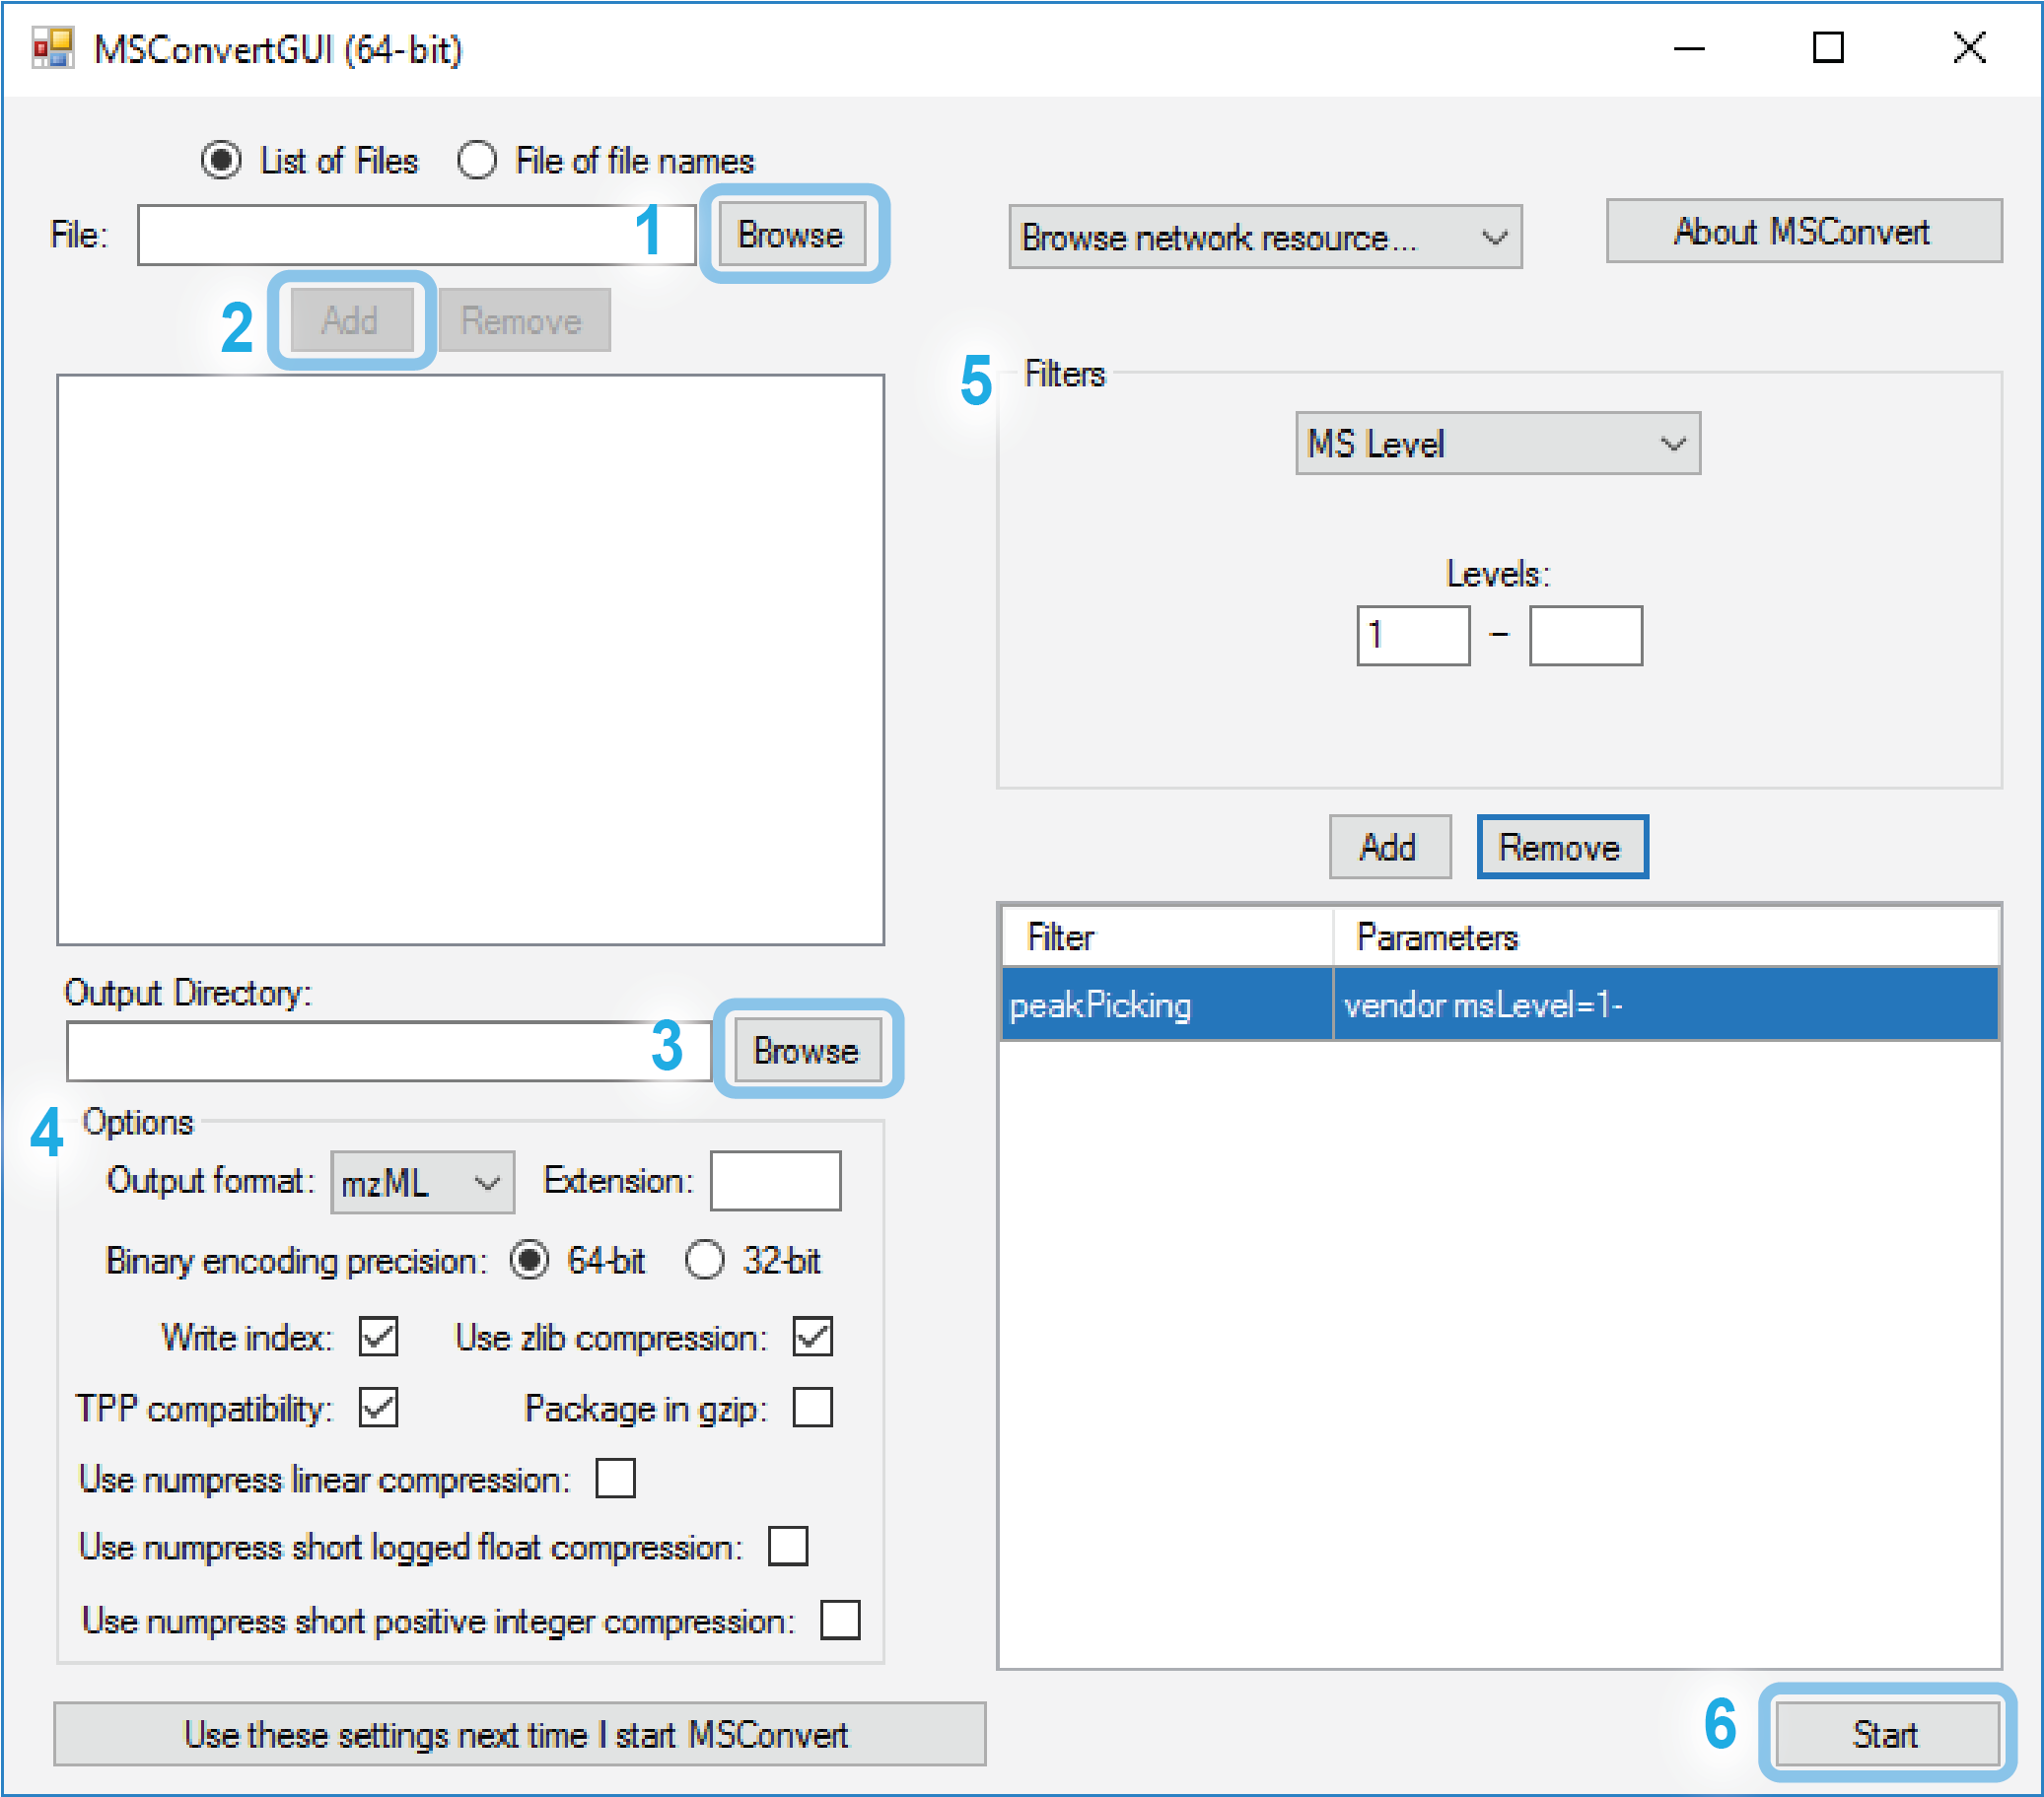 MSConvertGUI (64-bit)
List of Files File of file names
File: 1 Browse
Browse network resource... About MSConvert
2 Add Remove
5 Filters
MS Level
Levels:
1 -
Add Remove
Filter Parameters
peakPicking vendor msLevel=1-
Output Directory:
3 Browse
4 Options
Output format: mzML Extension:
Binary encoding precision: 64-bit 32-bit
Write index: Use zlib compression:
TPP compatibility: Package in gzip:
Use numpress linear compression:
Use numpress short logged float compression:
Use numpress short positive integer compression:
Use these settings next time I start MSConvert
6 Start